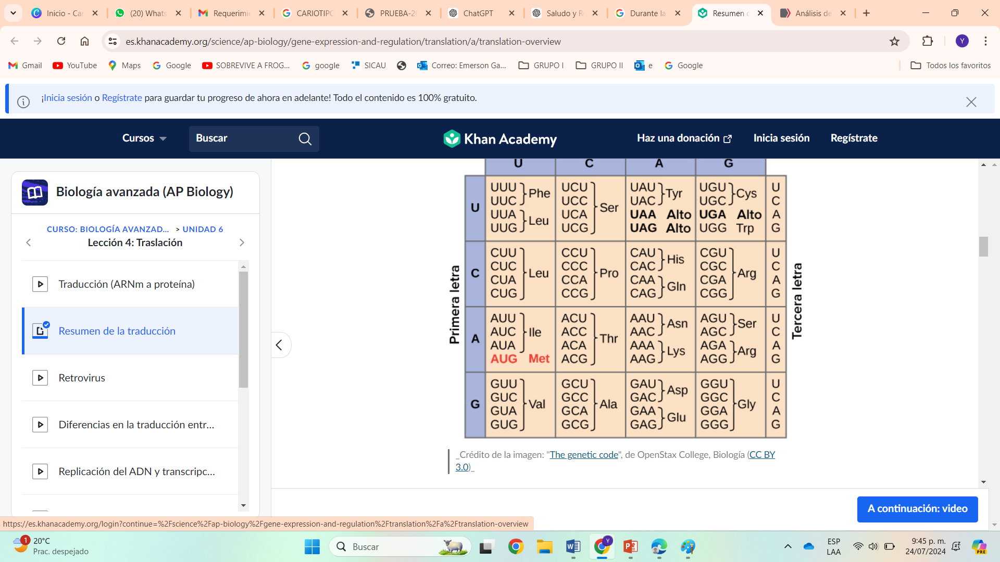 Inicio - Car
(20) Whats
Requerimie
CARIOTIPO
PRUEBA-20
ChatGPT
Saludo y R
Durante la
Resumen d
Análisis de
es.khanacademy.org/science/ap-biology/gene-expression-and-regulation/translation/a/translation-overview
Y
Gmail
YouTube
Maps
Google
SOBREVIVE A FROG...
google
SICAU
Correo: Emerson Ga...
GRUPO I
GRUPO II
e
Google
Todos los favoritos
¡Inicia sesión o Regístrate para guardar tu progreso de ahora en adelante! Todo el contenido es 100% gratuito.
Cursos
Buscar
Khan Academy
Haz una donación
Inicia sesión
Regístrate
Biología avanzada (AP Biology)
CURSO: BIOLOGÍA AVANZAD... > UNIDAD 6
Lección 4: Traslación
Traducción (ARNm a proteína)
Resumen de la traducción
Retrovirus
Diferencias en la traducción entr...
Replicación del ADN y transcripc...
U C A G
Primera letra
Tercera letra
U
UUU
UUC
Phe
UUA
UUG
Leu
UCU
UCC
UCA
UCG
Ser
UAU
UAC
Tyr
UAA Alto
UAG Alto
UGU
UGC
Cys
UGA Alto
UGG Trp
U
C
A
G
C
CUU
CUC
CUA
CUG
Leu
CCU
CCC
CCA
CCG
Pro
CAU
CAC
His
CAA
CAG
Gln
CGU
CGC
CGA
CGG
Arg
U
C
A
G
A
AUU
AUC
AUA
Ile
AUG Met
ACU
ACC
ACA
ACG
Thr
AAU
AAC
Asn
AAA
AAG
Lys
AGU
AGC
Ser
AGA
AGG
Arg
U
C
A
G
G
GUU
GUC
GUA
GUG
Val
GCU
GCC
GCA
GCG
Ala
GAU
GAC
Asp
GAA
GAG
Glu
GGU
GGC
GGA
GGG
Gly
U
C
A
G
_Crédito de la imagen: "The genetic code", de OpenStax College, Biología (CC BY
3.0)_
A continuación: video
https://es.khanacademy.org/login?continue=%2Fscience%2Fap-biology%2Fgene-expression-and-regulation%2Ftranslation%2Fa%2Ftranslation-overview
1
20°C
Prac. despejado
Buscar
Y
ESP
LAA
9:45 p. m.
24/07/2024
PRE